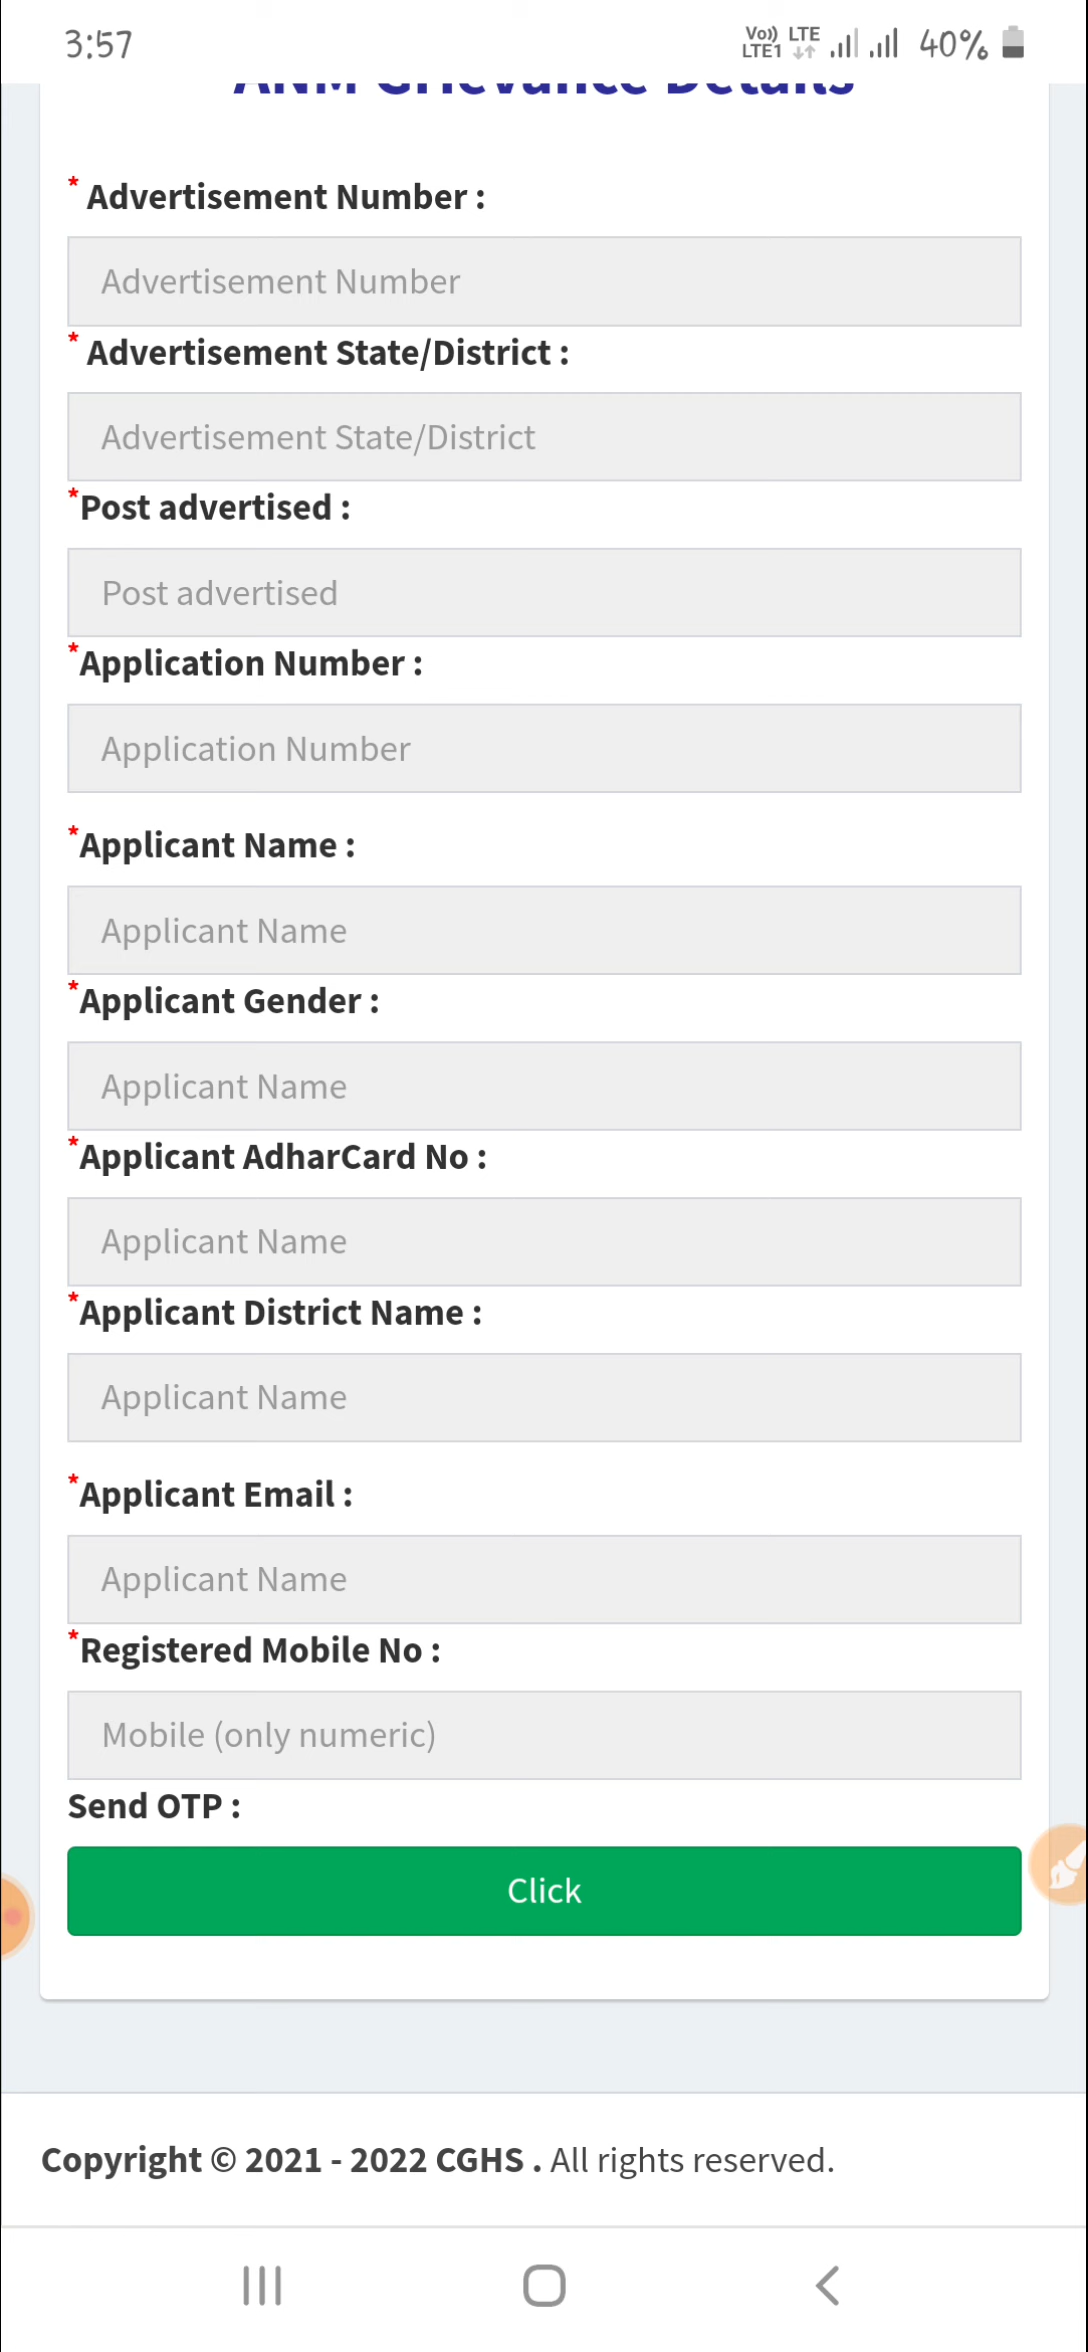 3:57
Vo)) LTE
LTE1
40%
ANM Grievance Details
* Advertisement Number :
Advertisement Number
* Advertisement State/District :
Advertisement State/District
*Post advertised :
Post advertised
*Application Number :
Application Number
*Applicant Name :
Applicant Name
*Applicant Gender :
Applicant Name
*Applicant AdharCard No :
Applicant Name
*Applicant District Name :
Applicant Name
*Applicant Email :
Applicant Name
*Registered Mobile No :
Mobile (only numeric)
Send OTP :
Click
Copyright © 2021 - 2022 CGHS . All rights reserved.